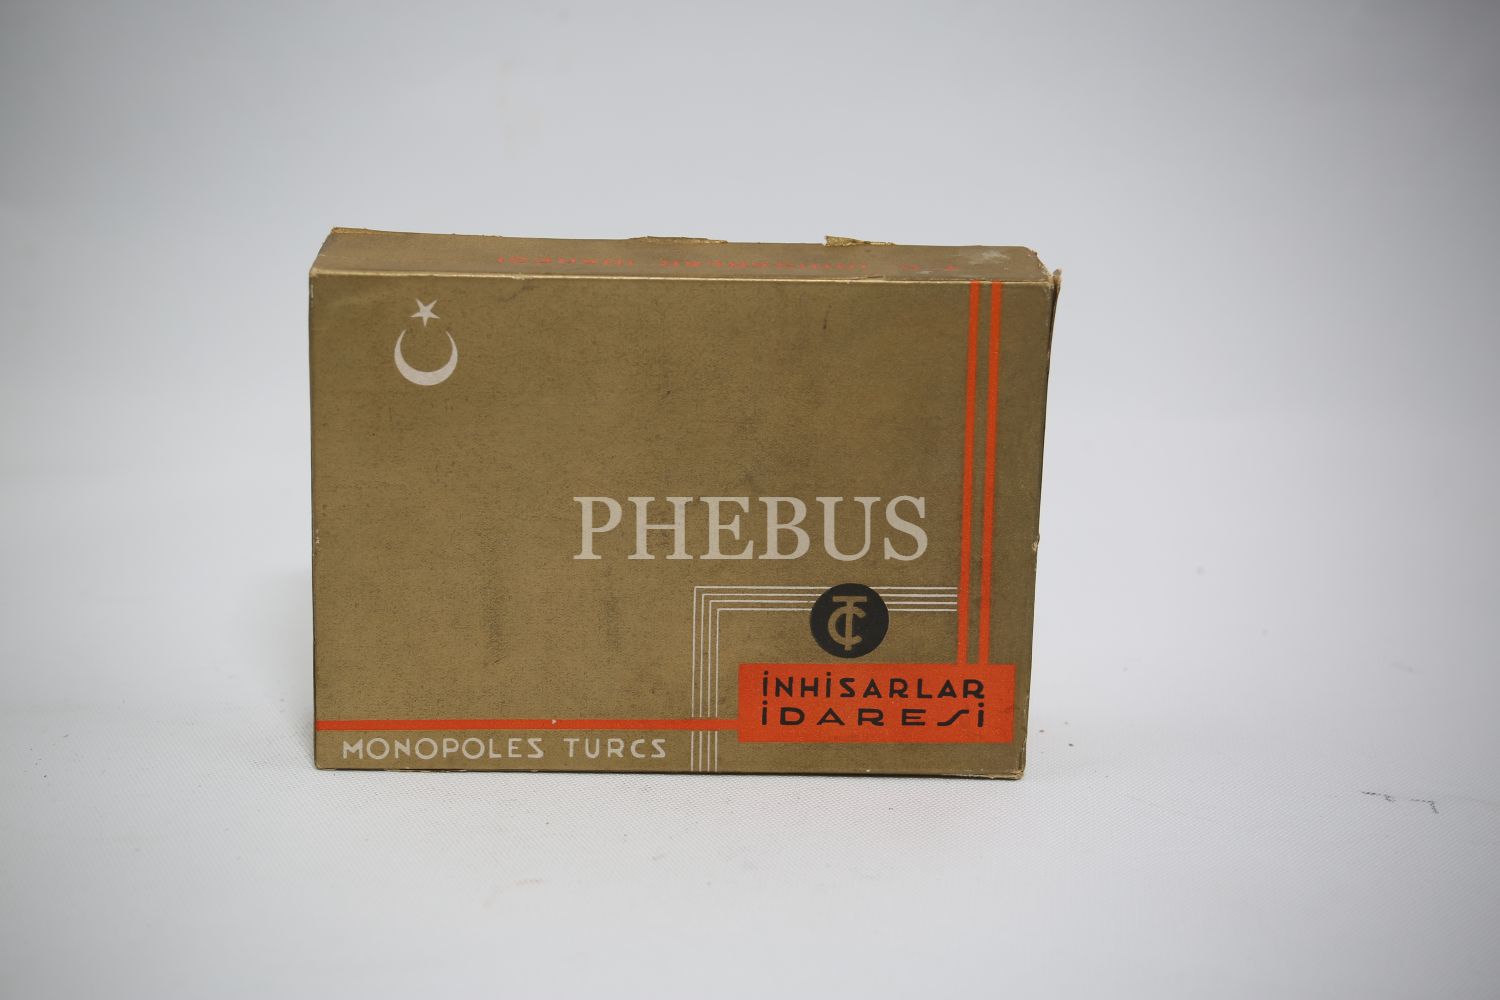 PHEBUS
TC
İNHİSARLAR
İDARESİ
MONOPOLES TURCS